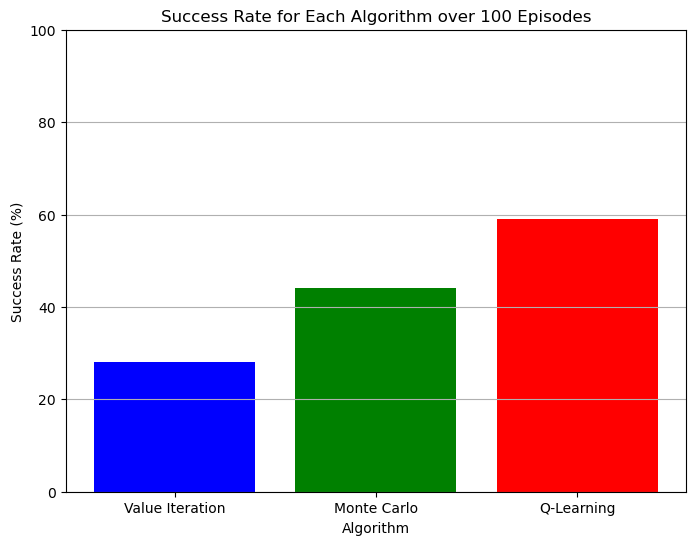 Success Rate for Each Algorithm over 100 Episodes
100
80
60
40
20
0
Success Rate (%)
Value Iteration
Monte Carlo
Q-Learning
Algorithm